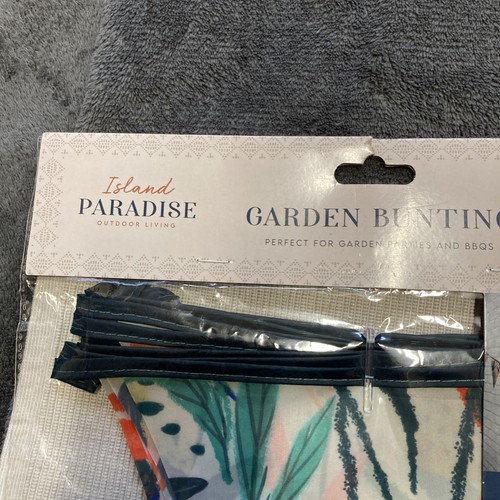 Island
PARADISE
OUTDOOR LIVING
GARDEN BUNTING
PERFECT FOR GARDEN PARTIES AND BBQS